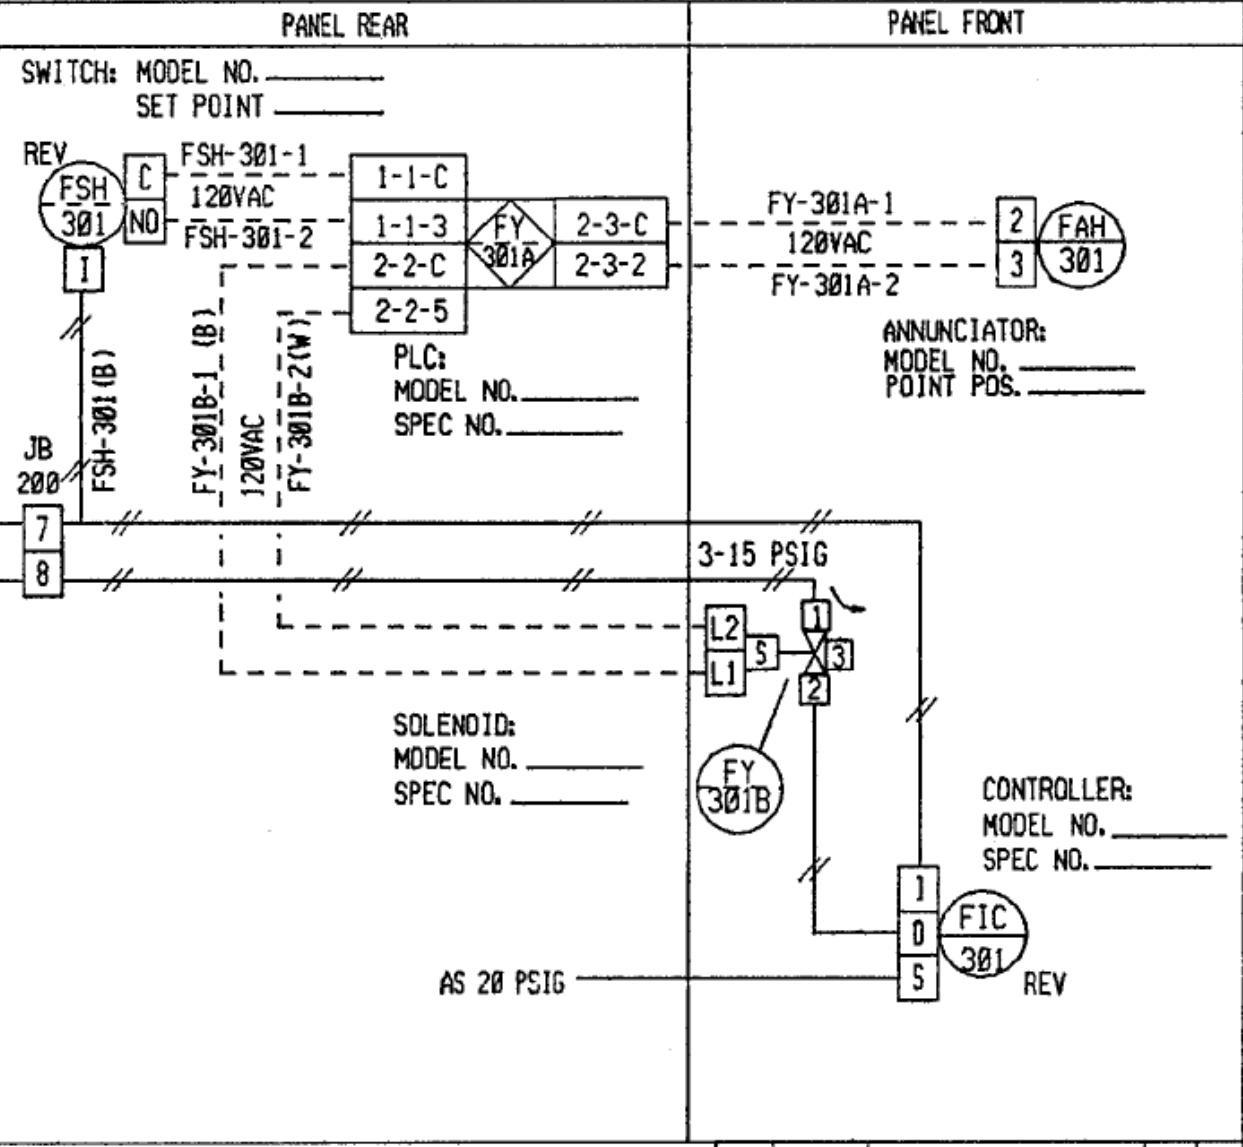 PANEL REAR
PANEL FRONT
SWITCH: MODEL NO.
SET POINT
REV
FSH
301
C
NO
I
FSH-301-1
120VAC
FSH-301-2
1-1-C
1-1-3
2-2-C
2-2-5
FY
301A
2-3-C
2-3-2
FY-301A-1
120VAC
FY-301A-2
2
3
FAH
301
ANNUNCIATOR:
MODEL NO.
POINT POS.
PLC:
MODEL NO.
SPEC NO.
FSH-301(B)
FY-301B-1 (B)
120VAC
FY-301B-2(W)
JB
200
7
8
3-15 PSIG
L2
L1
S
1
3
2
FY
301B
SOLENOID:
MODEL NO.
SPEC NO.
CONTROLLER:
MODEL NO.
SPEC NO.
I
O
S
FIC
301
REV
AS 20 PSIG